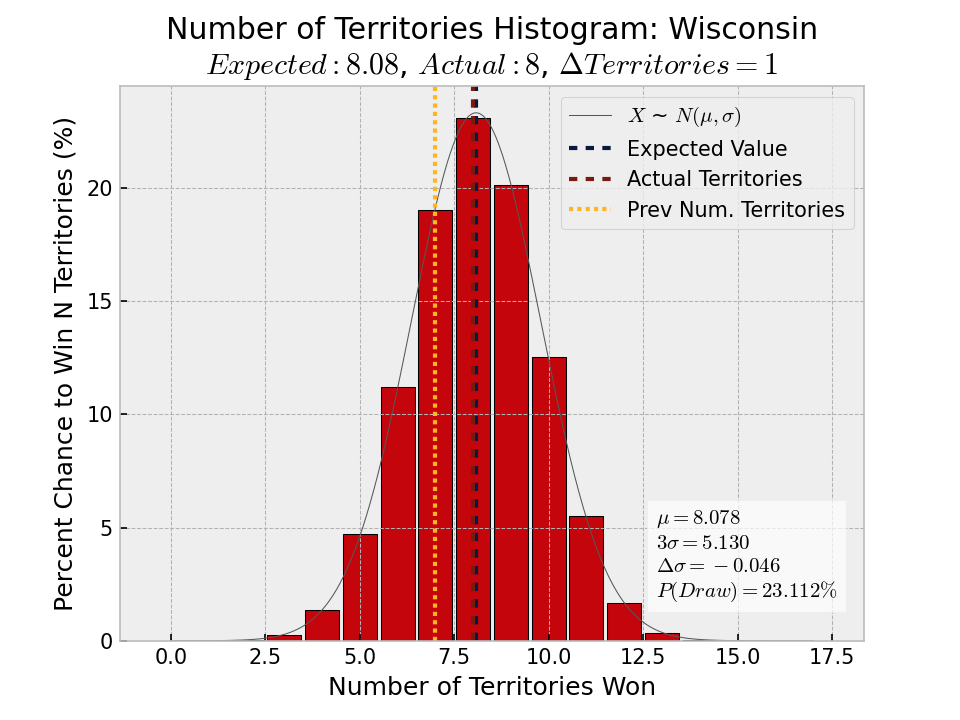 Number of Territories Histogram: Wisconsin
Expected : 8.08, Actual : 8, ΔTerritories = 1
Percent Chance to Win N Territories (%)
20
15
10
5
0
X ~ N(μ, σ)
Expected Value
Actual Territories
Prev Num. Territories
μ = 8.078
3σ = 5.130
Δσ = − 0.046
P(Draw) = 23.112%
0.0 2.5 5.0 7.5 10.0 12.5 15.0 17.5
Number of Territories Won